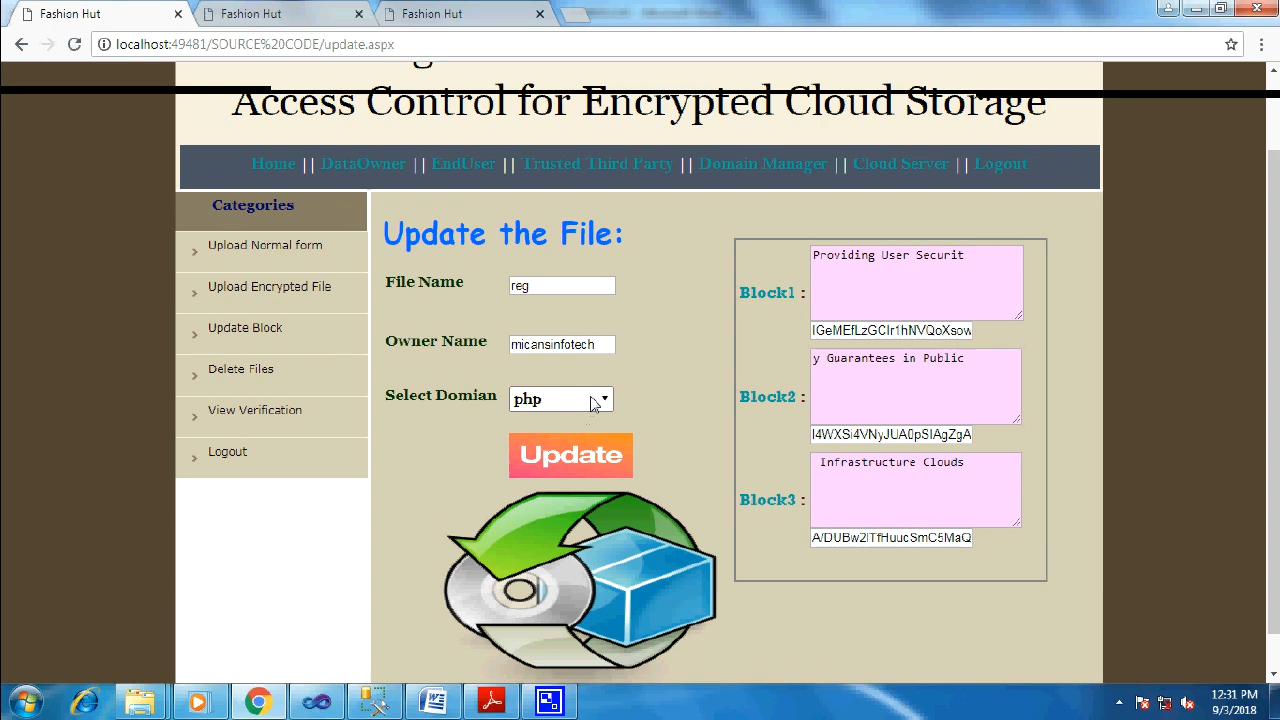 Fashion Hut
Fashion Hut
Fashion Hut
localhost:49481/SOURCE%20CODE/update.aspx
Access Control for Encrypted Cloud Storage
Home || DataOwner || EndUser || Trusted Third Party || Domain Manager || Cloud Server || Logout
Categories
Upload Normal form
Upload Encrypted File
Update Block
Delete Files
View Verification
Logout
Update the File:
File Name
reg
Owner Name
micansinfotech
Select Domian
php
Update
Block1 :
Providing User Securit
IGeMEfLzGCIr1hNVQoXsow
Block2 :
y Guarantees in Public
I4WXSi4VNyJUA0pSIAgZgA
Block3 :
Infrastructure Clouds
A/DUBw2ITfHuucSmC5MaQ
12:31 PM
9/3/2018